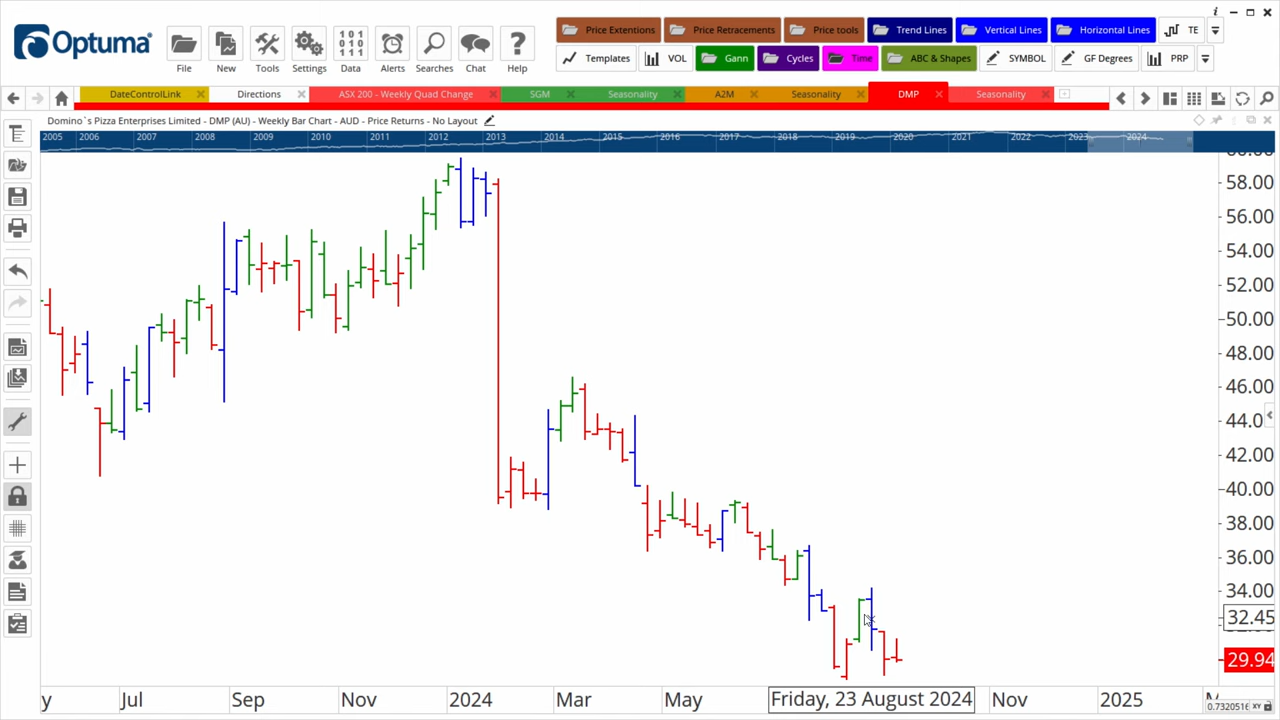 i
Optuma®
File
New
Tools
Settings
101
010
101
Data
Alerts
Searches
Chat
?
Help
Price Extentions
Price Retracements
Price tools
Trend Lines
Vertical Lines
Horizontal Lines
TE
Templates
VOL
Gann
Cycles
Time
ABC & Shapes
SYMBOL
GF Degrees
PRP
DateControlLink
Directions
ASX 200 - Weekly Quad Change
SGM
Seasonality
A2M
Seasonality
DMP
Seasonality
Domino`s Pizza Enterprises Limited - DMP (AU) - Weekly Bar Chart - AUD - Price Returns - No Layout
2005 2006 2007 2008 2009 2010 2011 2012 2013 2014 2015 2016 2017 2018 2019 2020 2021 2022 2023 2024
58.00
56.00
54.00
52.00
50.00
48.00
46.00
44.0
42.00
40.00
38.00
36.00
34.00
32.45
29.94
y Jul Sep Nov 2024 Mar May Friday, 23 August 2024 Nov 2025
0.7320516 XY